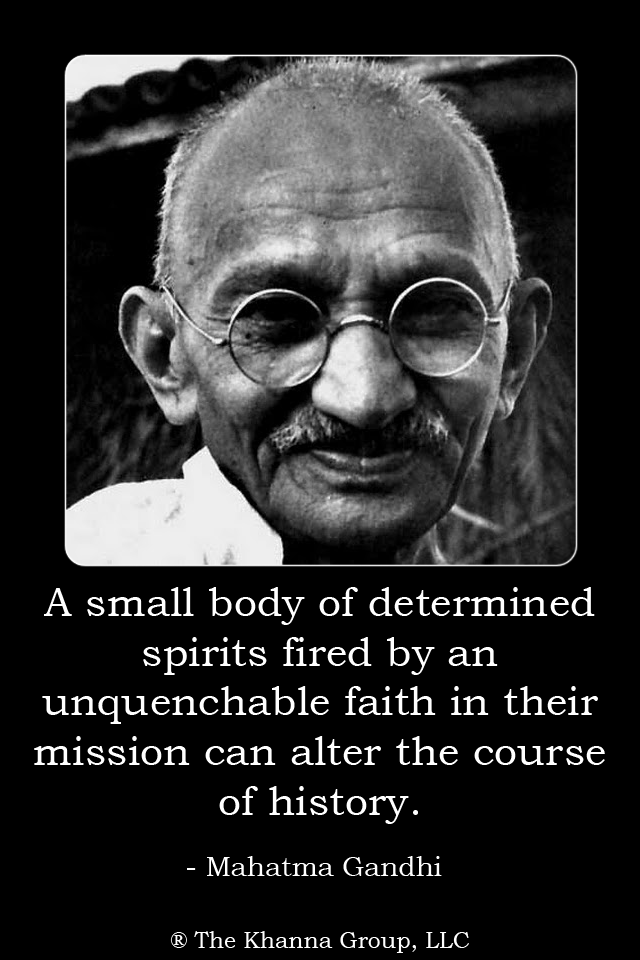 A small body of determined
spirits fired by an
unquenchable faith in their
mission can alter the course
of history.
- Mahatma Gandhi
® The Khanna Group, LLC